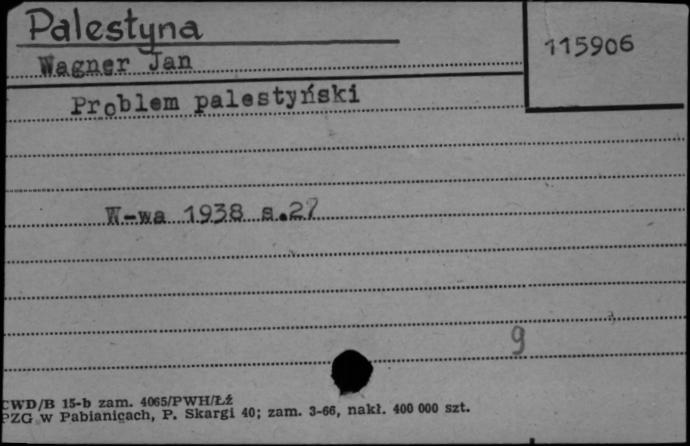 Palestyna
115906
Wagner Jan
Problem palestyński
W-wa 1938 s.27
9
CWD/B 15-b zam. 4065/PWH/ŁŹ
PZG w Pabianicach, P. Skargi 40; zam. 3-66, nakł. 400 000 szt.